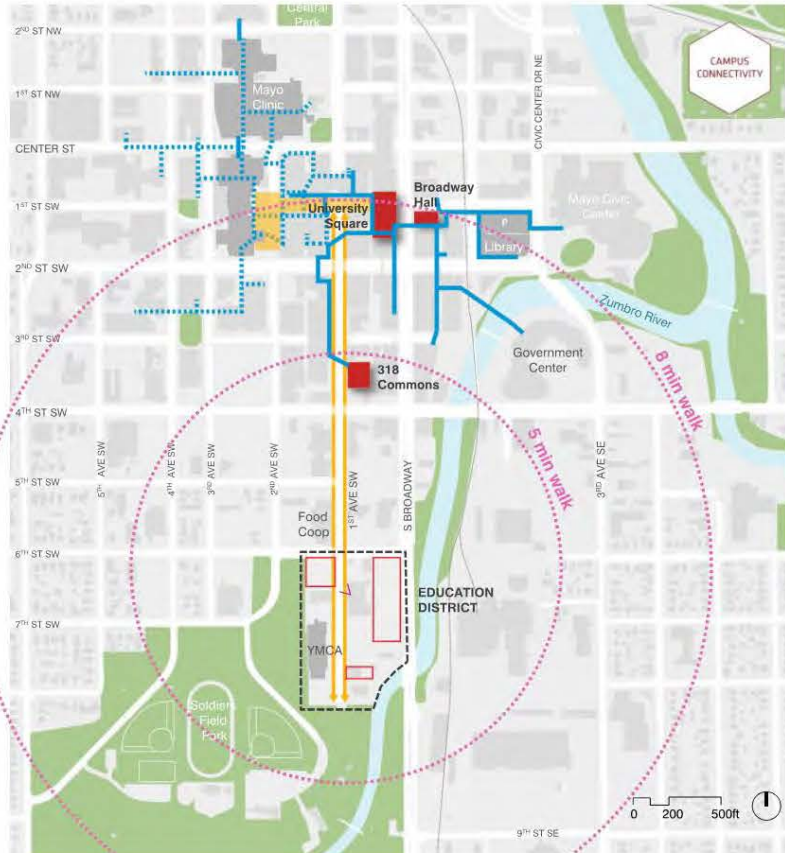 Central
Park
2ND ST NW
CAMPUS
CONNECTIVITY
Mayo
Clinic
1ST ST NW
CIVIC CENTER DR NE
CENTER ST
Broadway
Hall
1ST ST SW
University
Square
P
Library
Mayo Civic
Center
2ND ST SW
Zumbro River
3RD ST SW
Government
Center
318
Commons
8 min walk
4TH ST SW
5 min walk
5TH AVE SW
4TH AVE SW
3RD AVE SW
2ND AVE SW
1ST AVE SW
S BROADWAY
3RD AVE SE
5TH ST SW
Food
Coop
6TH ST SW
EDUCATION
DISTRICT
7TH ST SW
YMCA
Soldiers
Field
Park
0 200 500ft
9TH ST SE